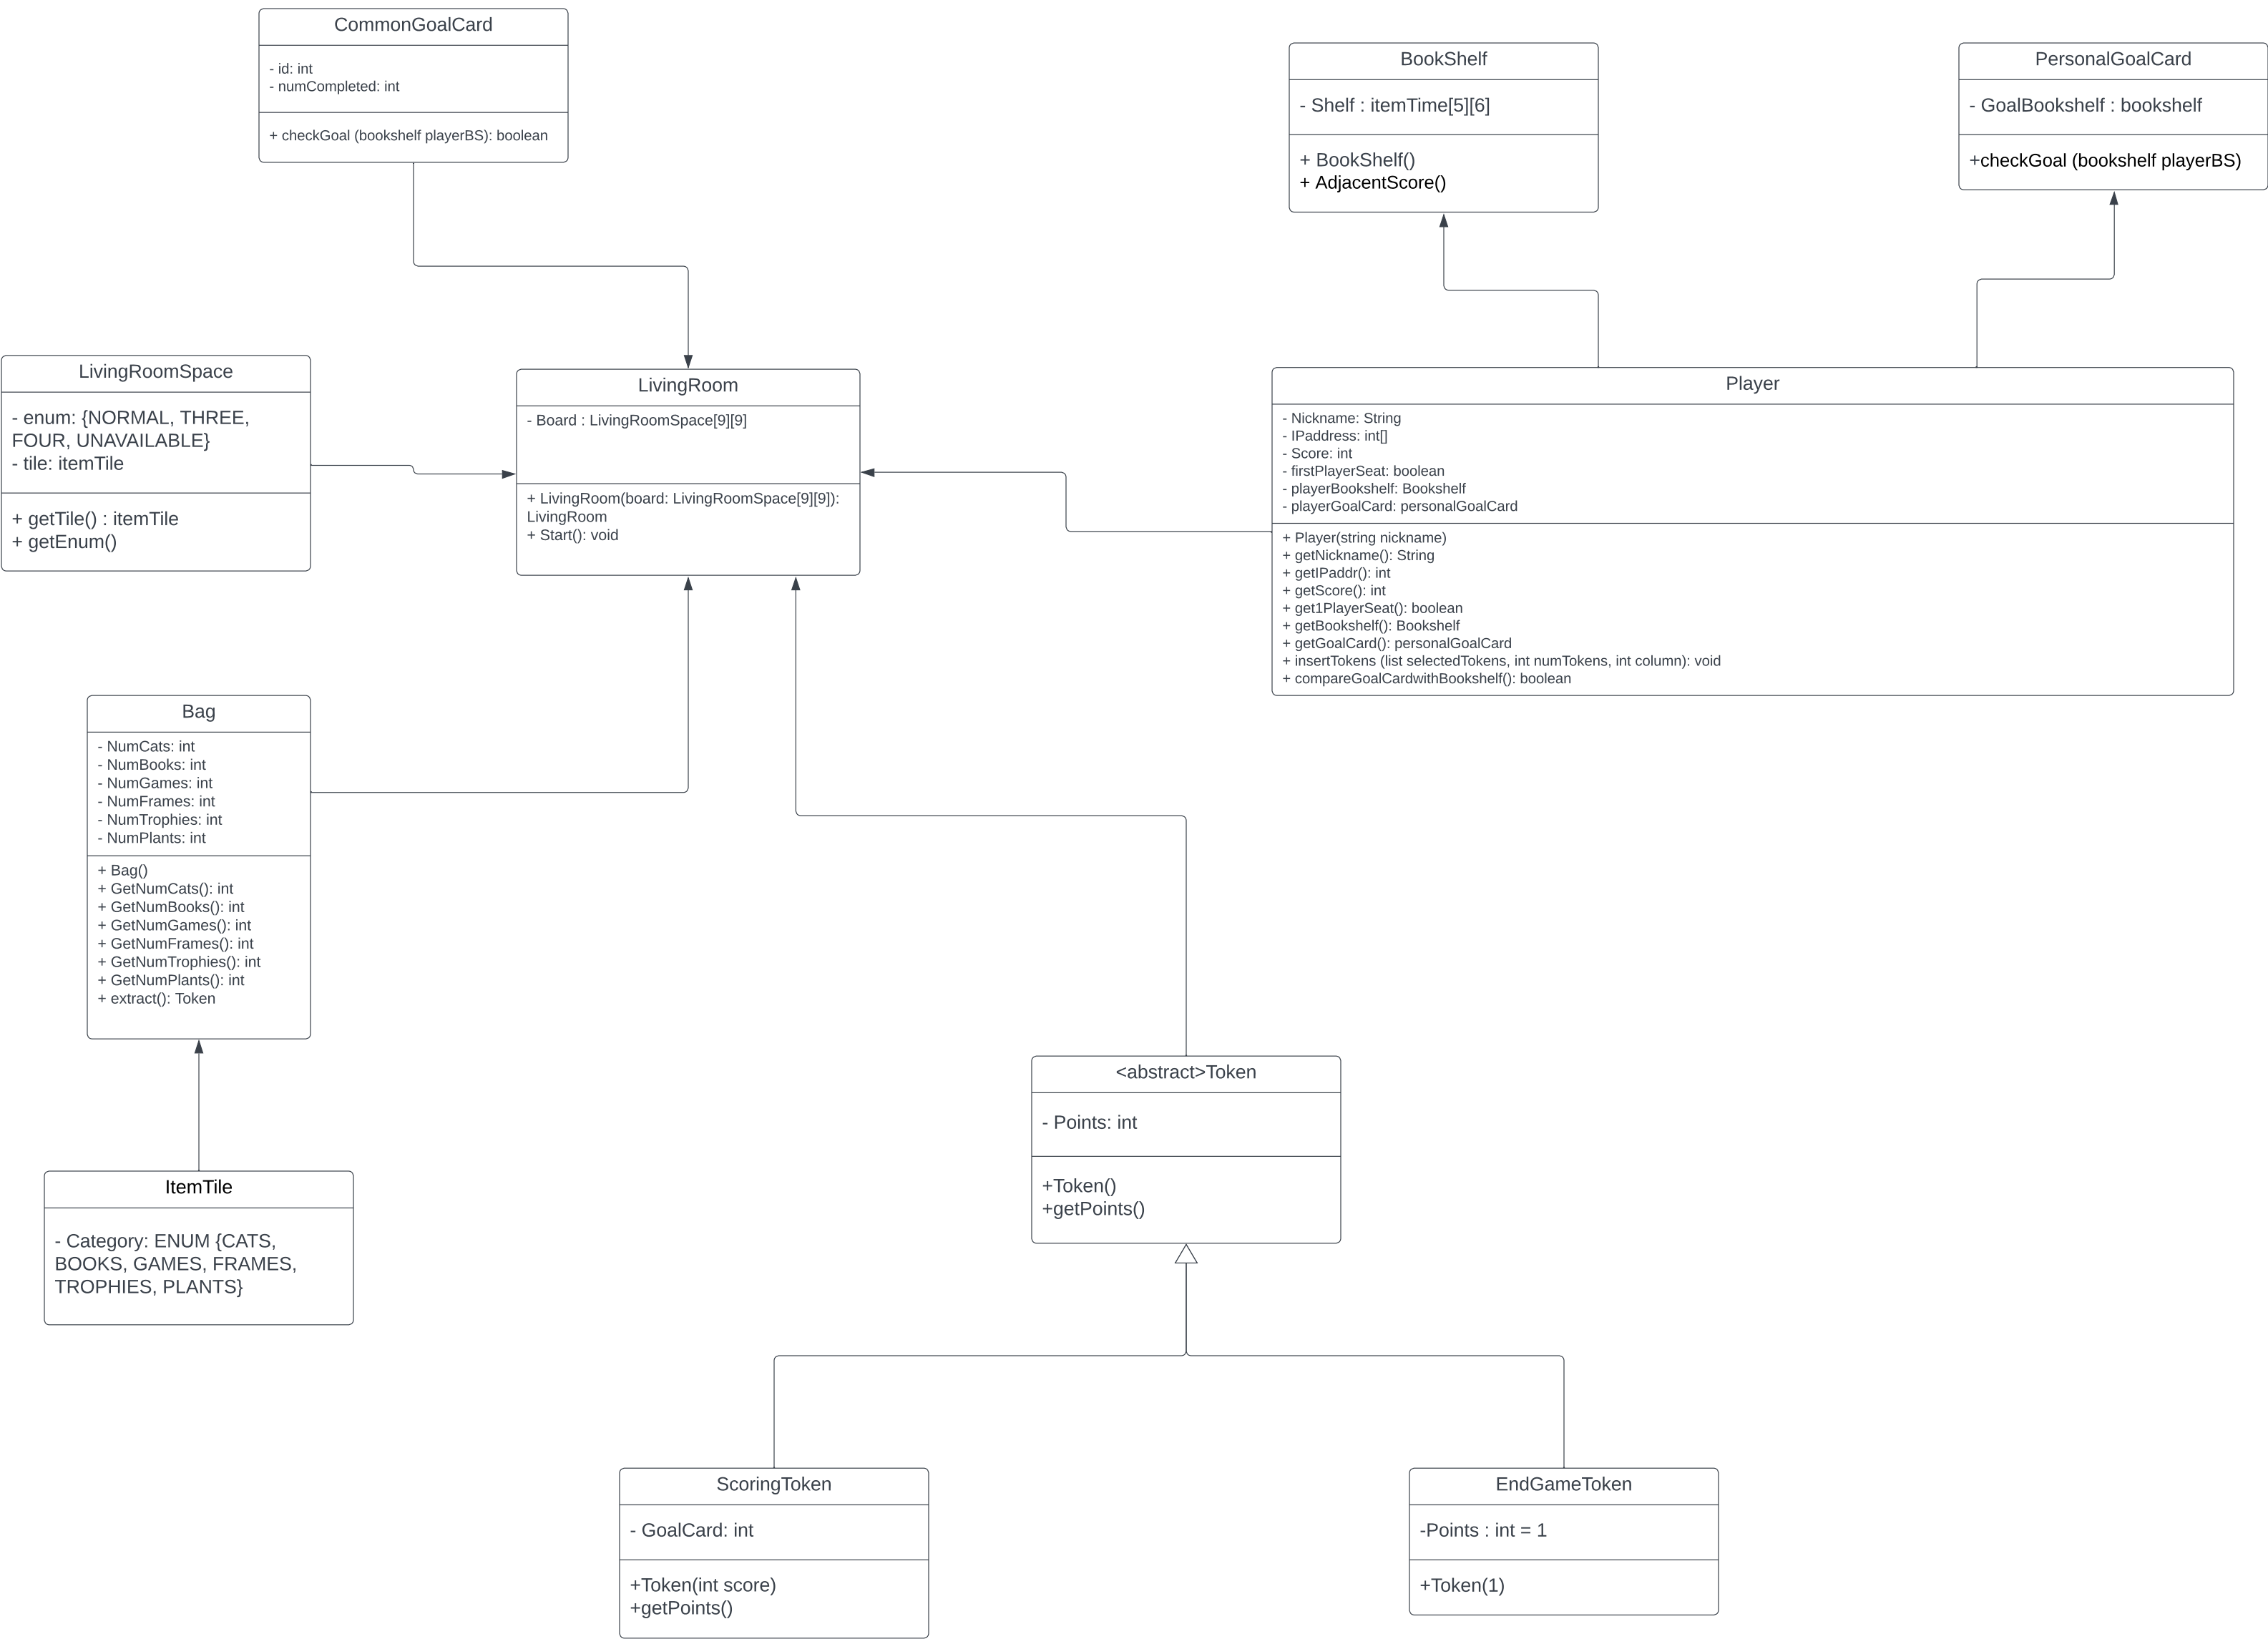 CommonGoalCard
- id: int
- numCompleted: int
+ checkGoal (bookshelf playerBS): boolean
BookShelf
- Shelf : itemTime[5][6]
+ BookShelf()
+ AdjacentScore()
PersonalGoalCard
- GoalBookshelf : bookshelf
+checkGoal (bookshelf playerBS)
LivingRoomSpace
- enum: {NORMAL, THREE,
FOUR, UNAVAILABLE}
- tile: itemTile
+ getTile() : itemTile
+ getEnum()
LivingRoom
- Board : LivingRoomSpace[9][9]
+ LivingRoom(board: LivingRoomSpace[9][9]):
LivingRoom
+ Start(): void
Player
- Nickname: String
- IPaddress: int[]
- Score: int
- firstPlayerSeat: boolean
- playerBookshelf: Bookshelf
- playerGoalCard: personalGoalCard
+ Player(string nickname)
+ getNickname(): String
+ getIPaddr(): int
+ getScore(): int
+ get1PlayerSeat(): boolean
+ getBookshelf(): Bookshelf
+ getGoalCard(): personalGoalCard
+ insertTokens (list selectedTokens, int numTokens, int column): void
+ compareGoalCardwithBookshelf(): boolean
Bag
- NumCats: int
- NumBooks: int
- NumGames: int
- NumFrames: int
- NumTrophies: int
- NumPlants: int
+ Bag()
+ GetNumCats(): int
+ GetNumBooks(): int
+ GetNumGames(): int
+ GetNumFrames(): int
+ GetNumTrophies(): int
+ GetNumPlants(): int
+ extract(): Token
<abstract>Token
- Points: int
+Token()
+getPoints()
ItemTile
- Category: ENUM {CATS,
BOOKS, GAMES, FRAMES,
TROPHIES, PLANTS}
ScoringToken
- GoalCard: int
+Token(int score)
+getPoints()
EndGameToken
-Points : int = 1
+Token(1)